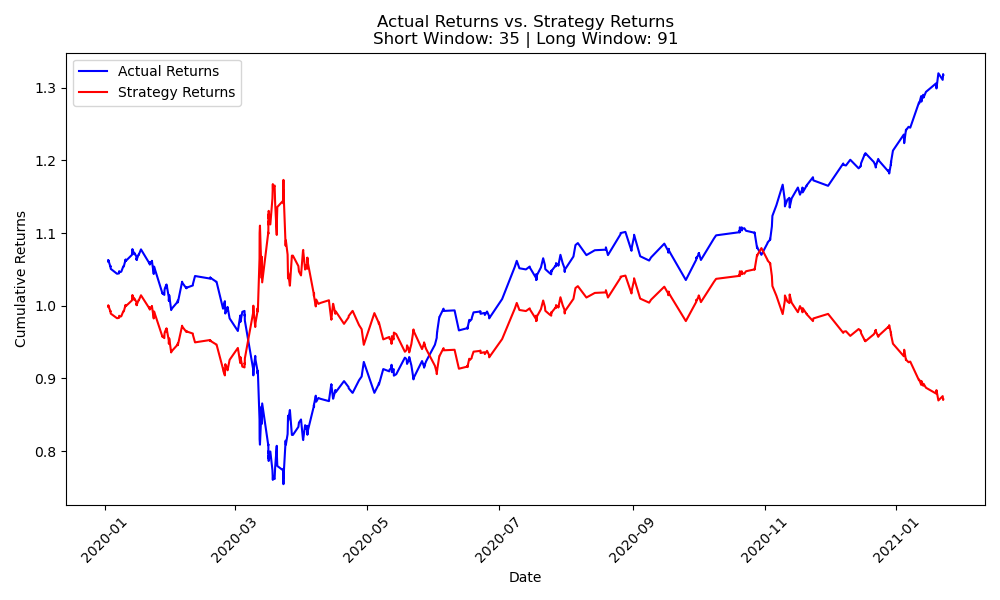 Actual Returns vs. Strategy Returns
Short Window: 35 | Long Window: 91
Actual Returns
Strategy Returns
Cumulative Returns
1.3
1.2
1.1
1.0
0.9
0.8
2020-01
2020-03
2020-05
2020-07
2020-09
2020-11
2021-01
Date